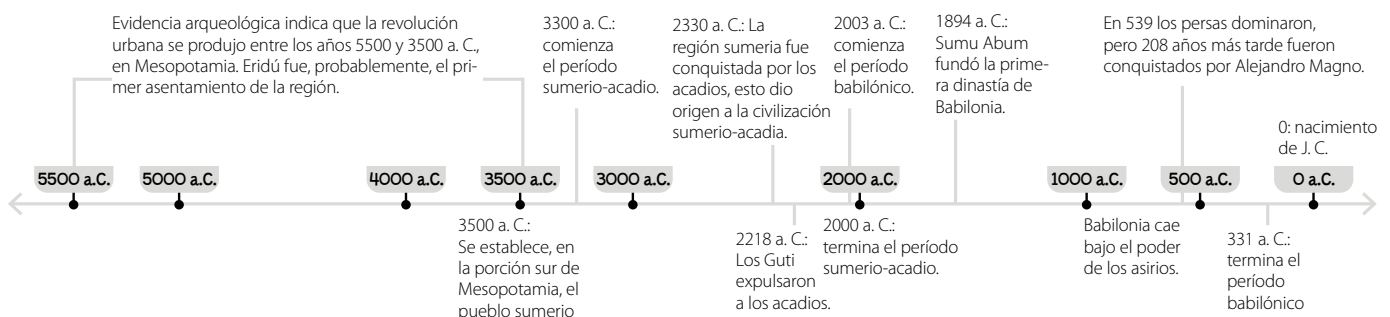 Evidencia arqueológica indica que la revolución
urbana se produjo entre los años 5500 y 3500 a. C.,
en Mesopotamia. Eridú fue, probablemente, el pri-
mer asentamiento de la región.
3300 a. C.:
comienza
el período
sumerio-acadio.
2330 a. C.: La
región sumeria fue
conquistada por los
acadios, esto dio
origen a la civilización
sumerio-acadia.
2003 a. C.:
comienza
el período
babilónico.
1894 a. C.:
Sumu Abum
fundó la prime-
ra dinastía de
Babilonia.
En 539 los persas dominaron,
pero 208 años más tarde fueron
conquistados por Alejandro Magno.
0: nacimiento
de J. C.
5500 a.C.
5000 a.C.
4000 a.C.
3500 a.C.
3000 a.C.
2000 a.C.
1000 a.C.
500 a.C.
0 a.C.
3500 a. C.:
Se establece, en
la porción sur de
Mesopotamia, el
pueblo sumerio
2218 a. C.:
Los Guti
expulsaron
a los acadios.
2000 a. C.:
termina el período
sumerio-acadio.
Babilonia cae
bajo el poder
de los asirios.
331 a. C.:
termina el
período
babilónico